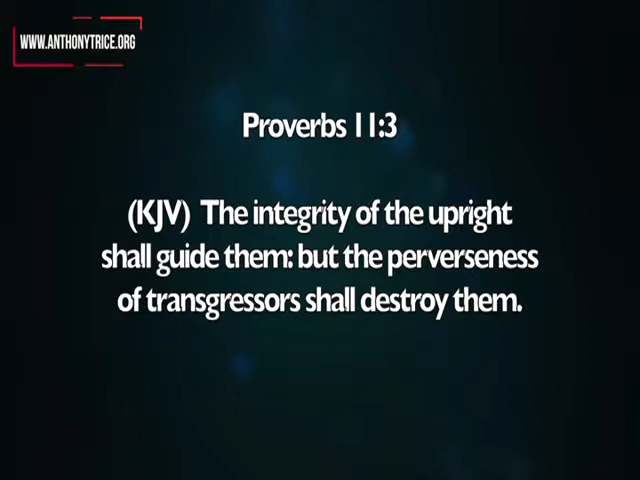 WWW.ANTHONYTRICE.ORG
Proverbs 11:3
(KJV) The integrity of the upright
shall guide them: but the perverseness
of transgressors shall destroy them.